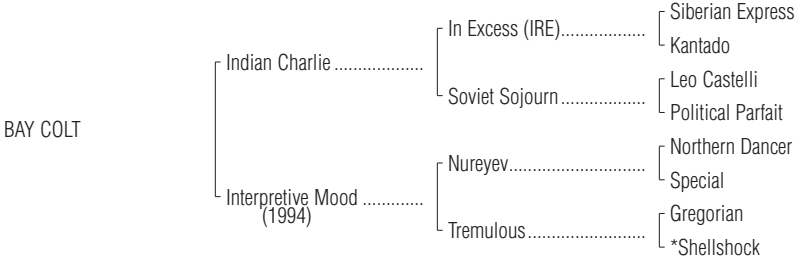 Siberian Express
In Excess (IRE)...................
Kantado
Indian Charlie ....................
Leo Castelli
Soviet Sojourn...................
Political Parfait
BAY COLT
Northern Dancer
Nureyev..............................
Special
Interpretive Mood ..............
(1994)
Gregorian
Tremulous..........................
*Shellshock